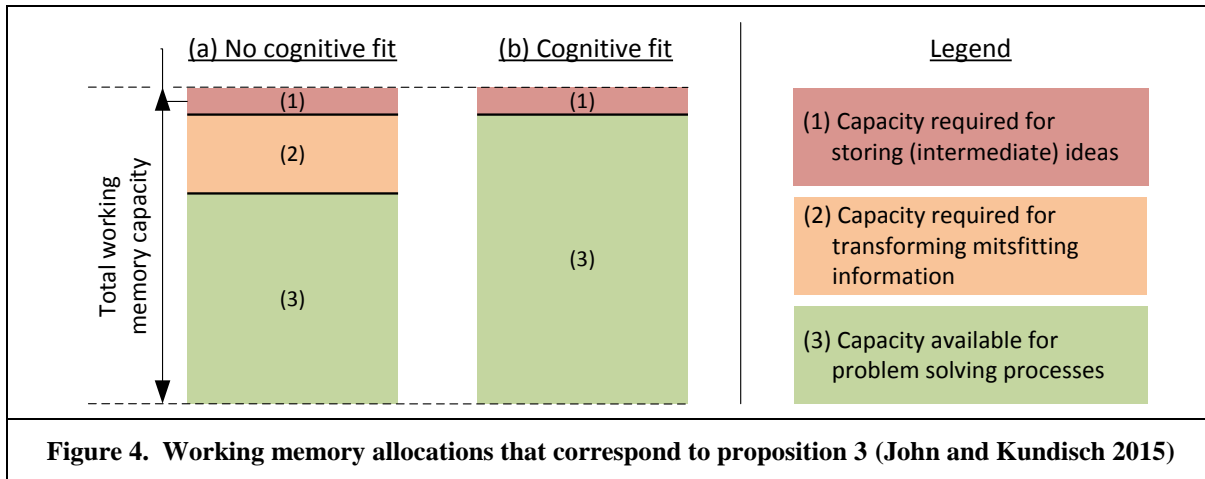 (a) No cognitive fit
(b) Cognitive fit
Legend
Total working
memory capacity
(1)
(2)
(3)
(1)
(3)
(1) Capacity required for
storing (intermediate) ideas
(2) Capacity required for
transforming mitsfitting
information
(3) Capacity available for
problem solving processes
Figure 4. Working memory allocations that correspond to proposition 3 (John and Kundisch 2015)